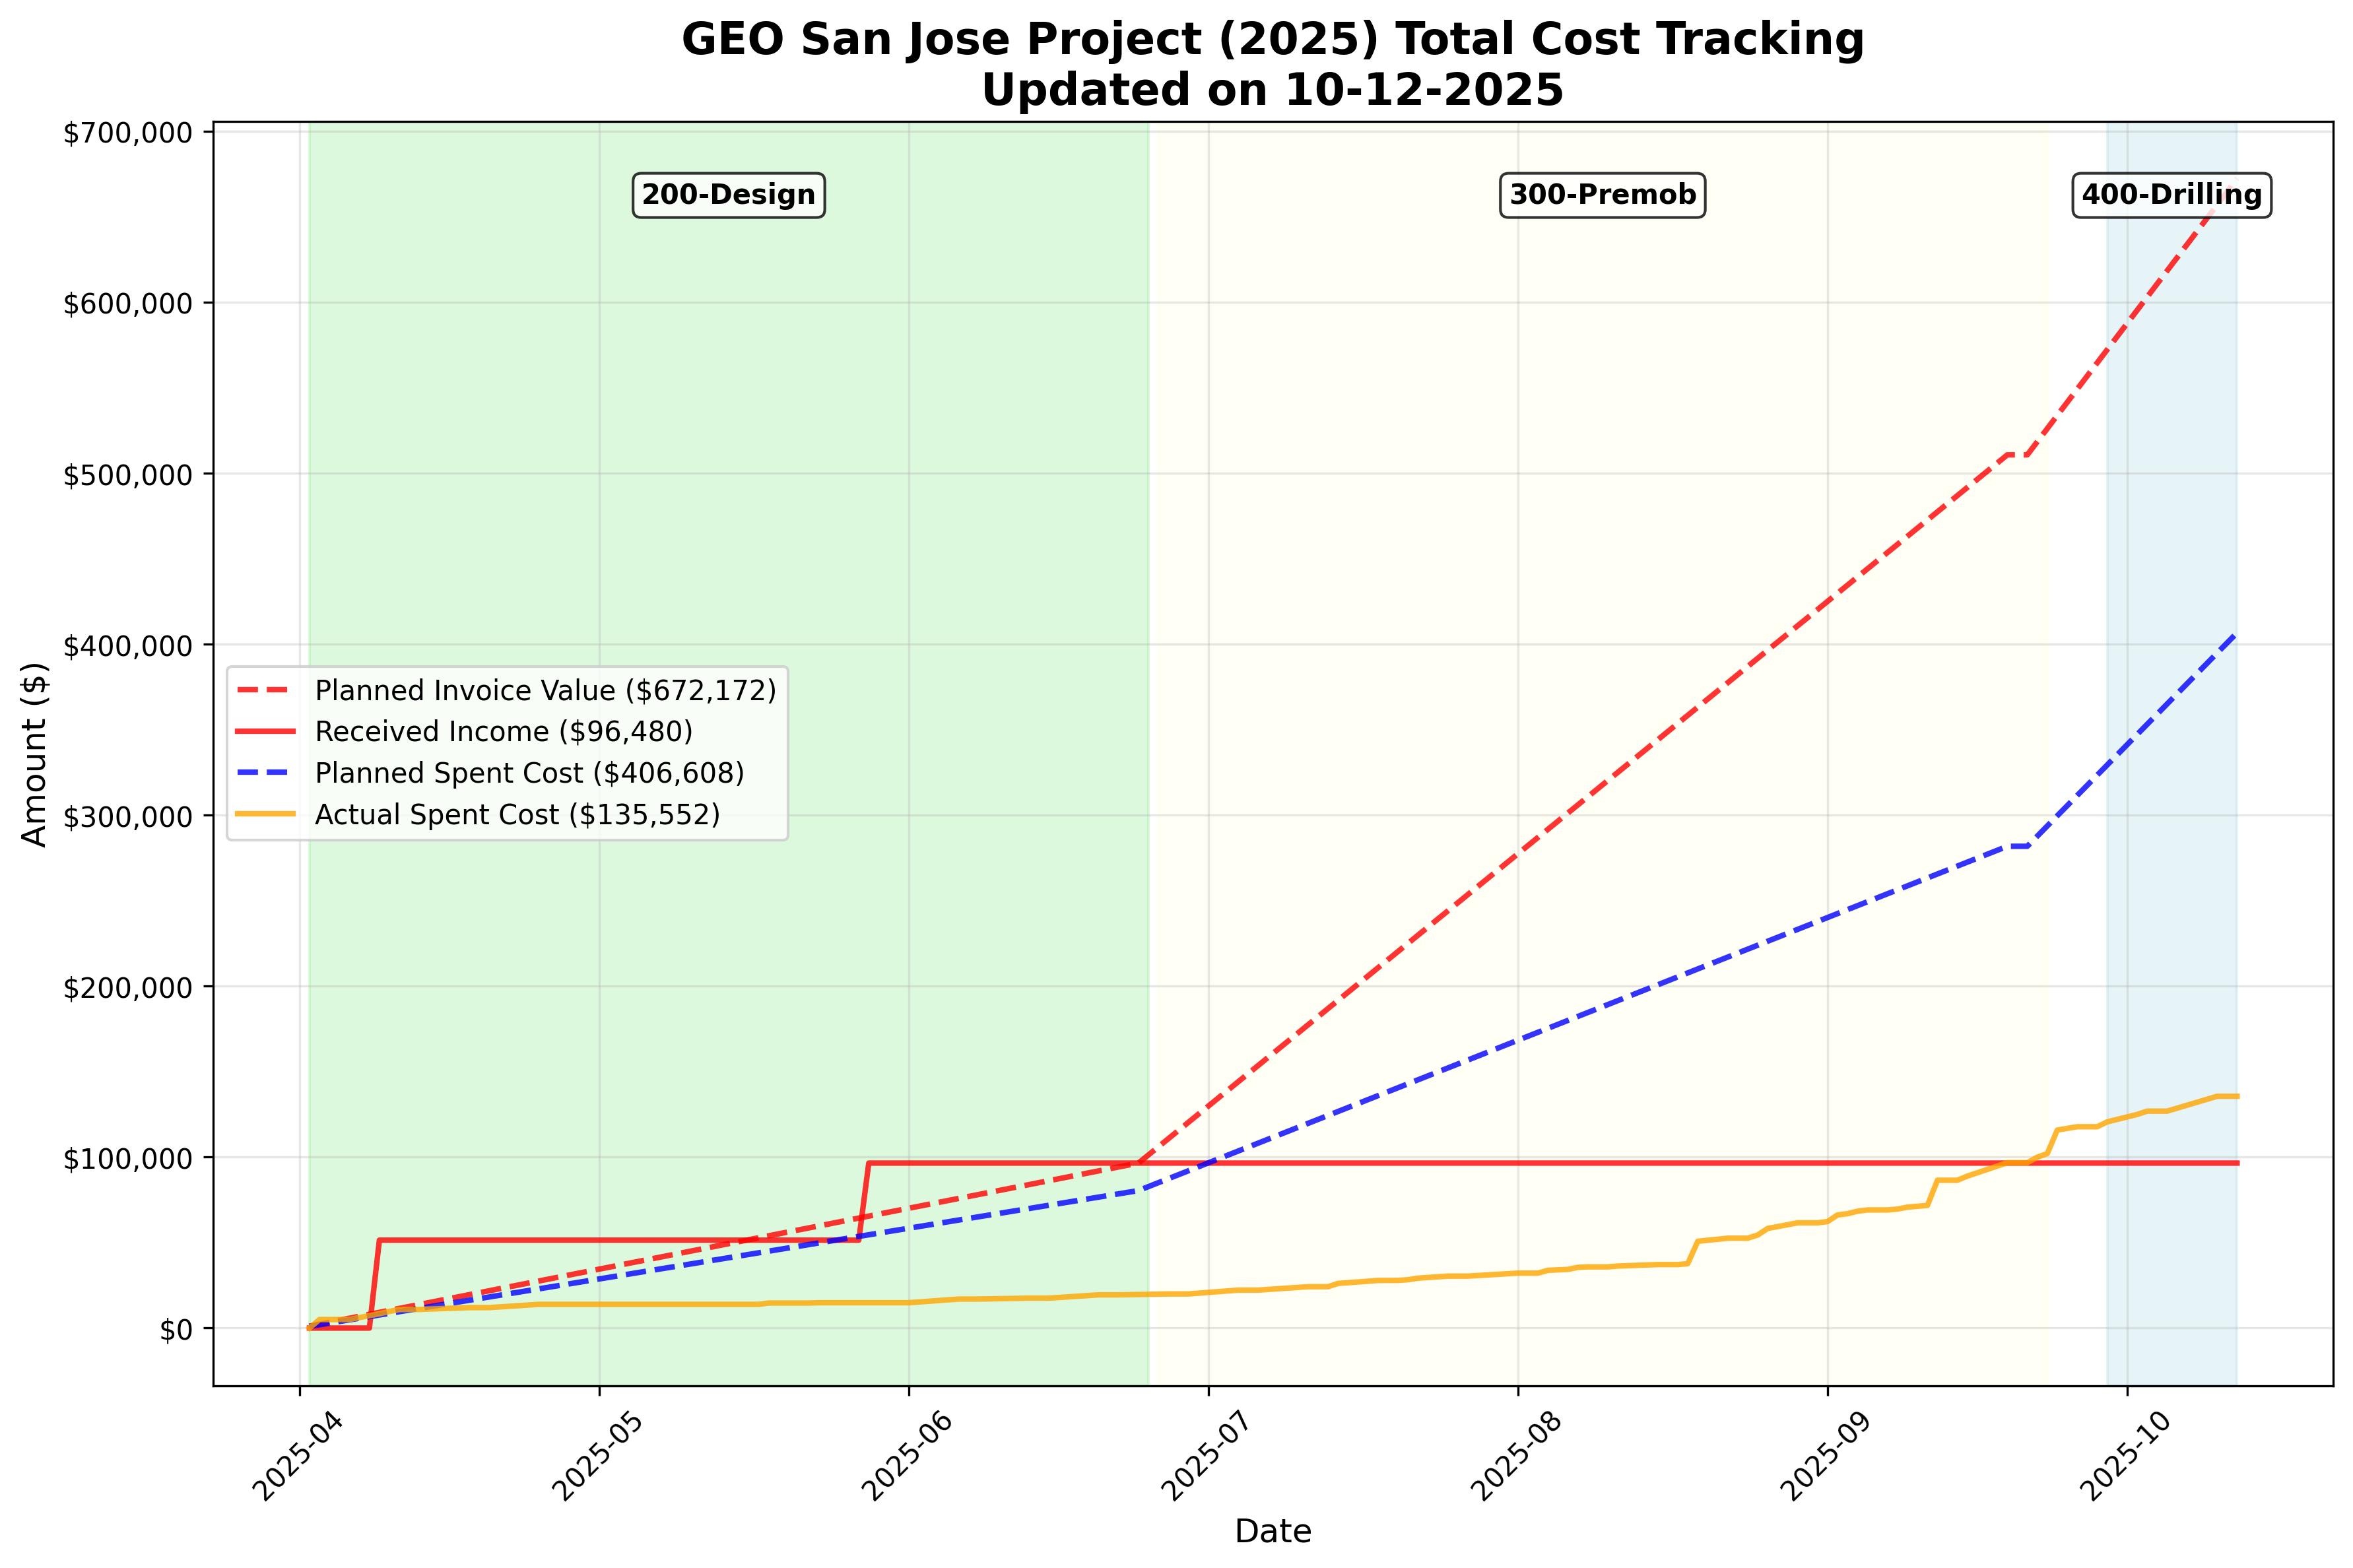 GEO San Jose Project (2025) Total Cost Tracking
Updated on 10-12-2025
$700,000
$600,000
$500,000
$400,000
$300,000
$200,000
$100,000
$0
Amount ($)
200-Design
300-Premob
400-Drilling
Planned Invoice Value ($672,172)
Received Income ($96,480)
Planned Spent Cost ($406,608)
Actual Spent Cost ($135,552)
2025-04
2025-05
2025-06
2025-07
2025-08
2025-09
2025-10
Date